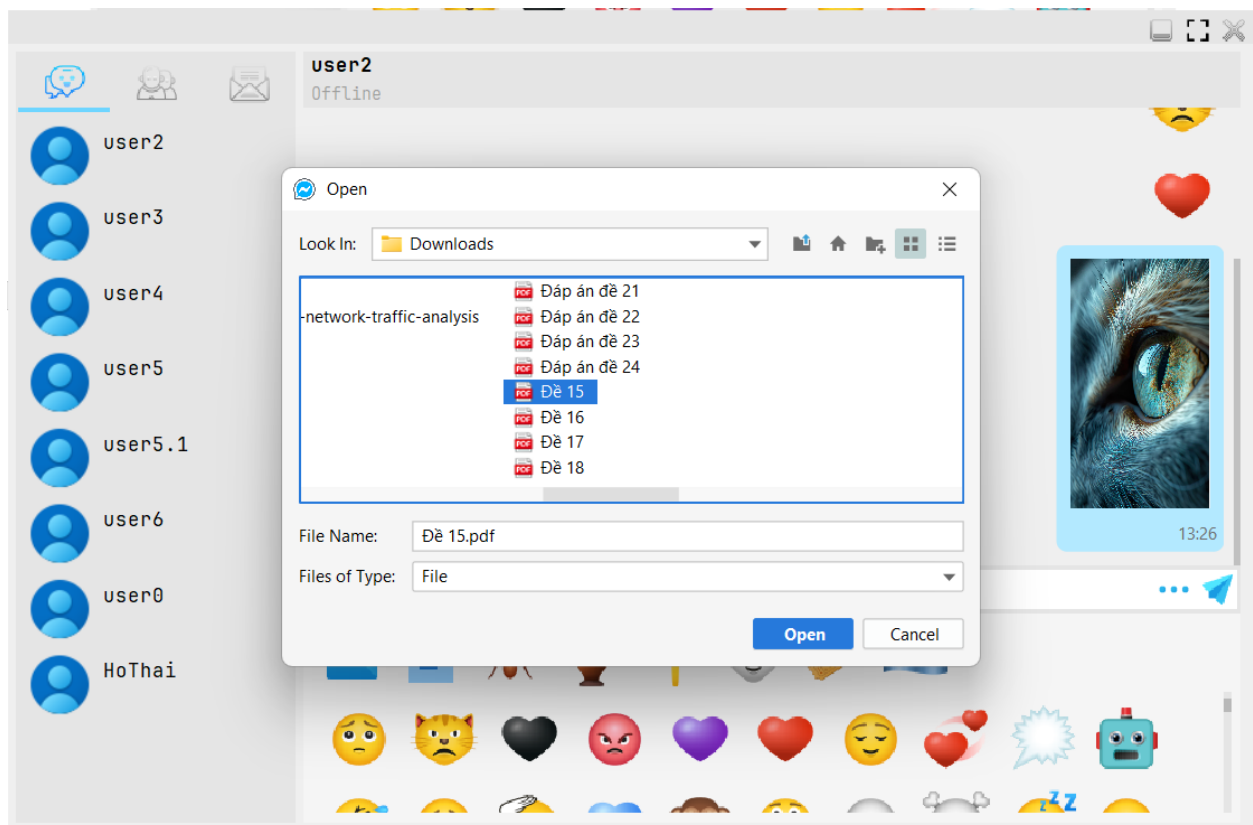 user2
Offline
user2
user3
user4
user5
user5.1
user6
user0
HoThai
Open
Look In: Downloads
-network-traffic-analysis
Đáp án đề 21
Đáp án đề 22
Đáp án đề 23
Đáp án đề 24
Đề 15
Đề 16
Đề 17
Đề 18
File Name: Đề 15.pdf
Files of Type: File
Open Cancel
13:26